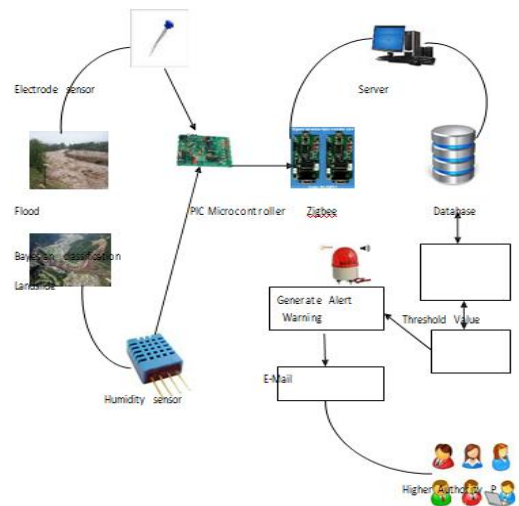 Electrode sensor
Server
Flood
PIC Microcontroller
Zigbee
Database
Bayesian classification
Landslide
Generate Alert
Warning
Threshold Value
E-Mail
Humidity sensor
Higher Authority P